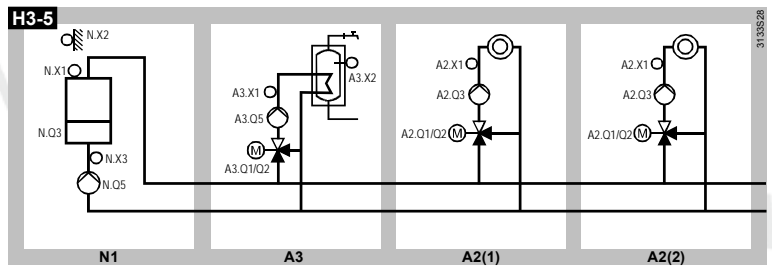 H3-5
N.X2
N.X1
N.Q3
N.X3
N.Q5
N1
A3.X1
A3.X2
A3.Q5
M
A3.Q1/Q2
A3
A2.X1
A2.Q3
A2.Q1/Q2 M
A2(1)
A2.X1
A2.Q3
A2.Q1/Q2 M
A2(2)
3133S28